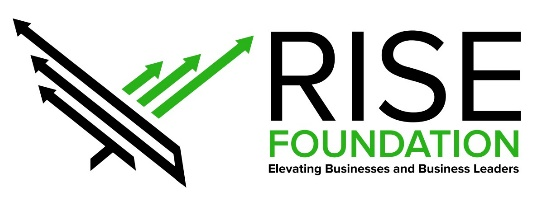 RISE
FOUNDATION
Elevating Businesses and Business Leaders